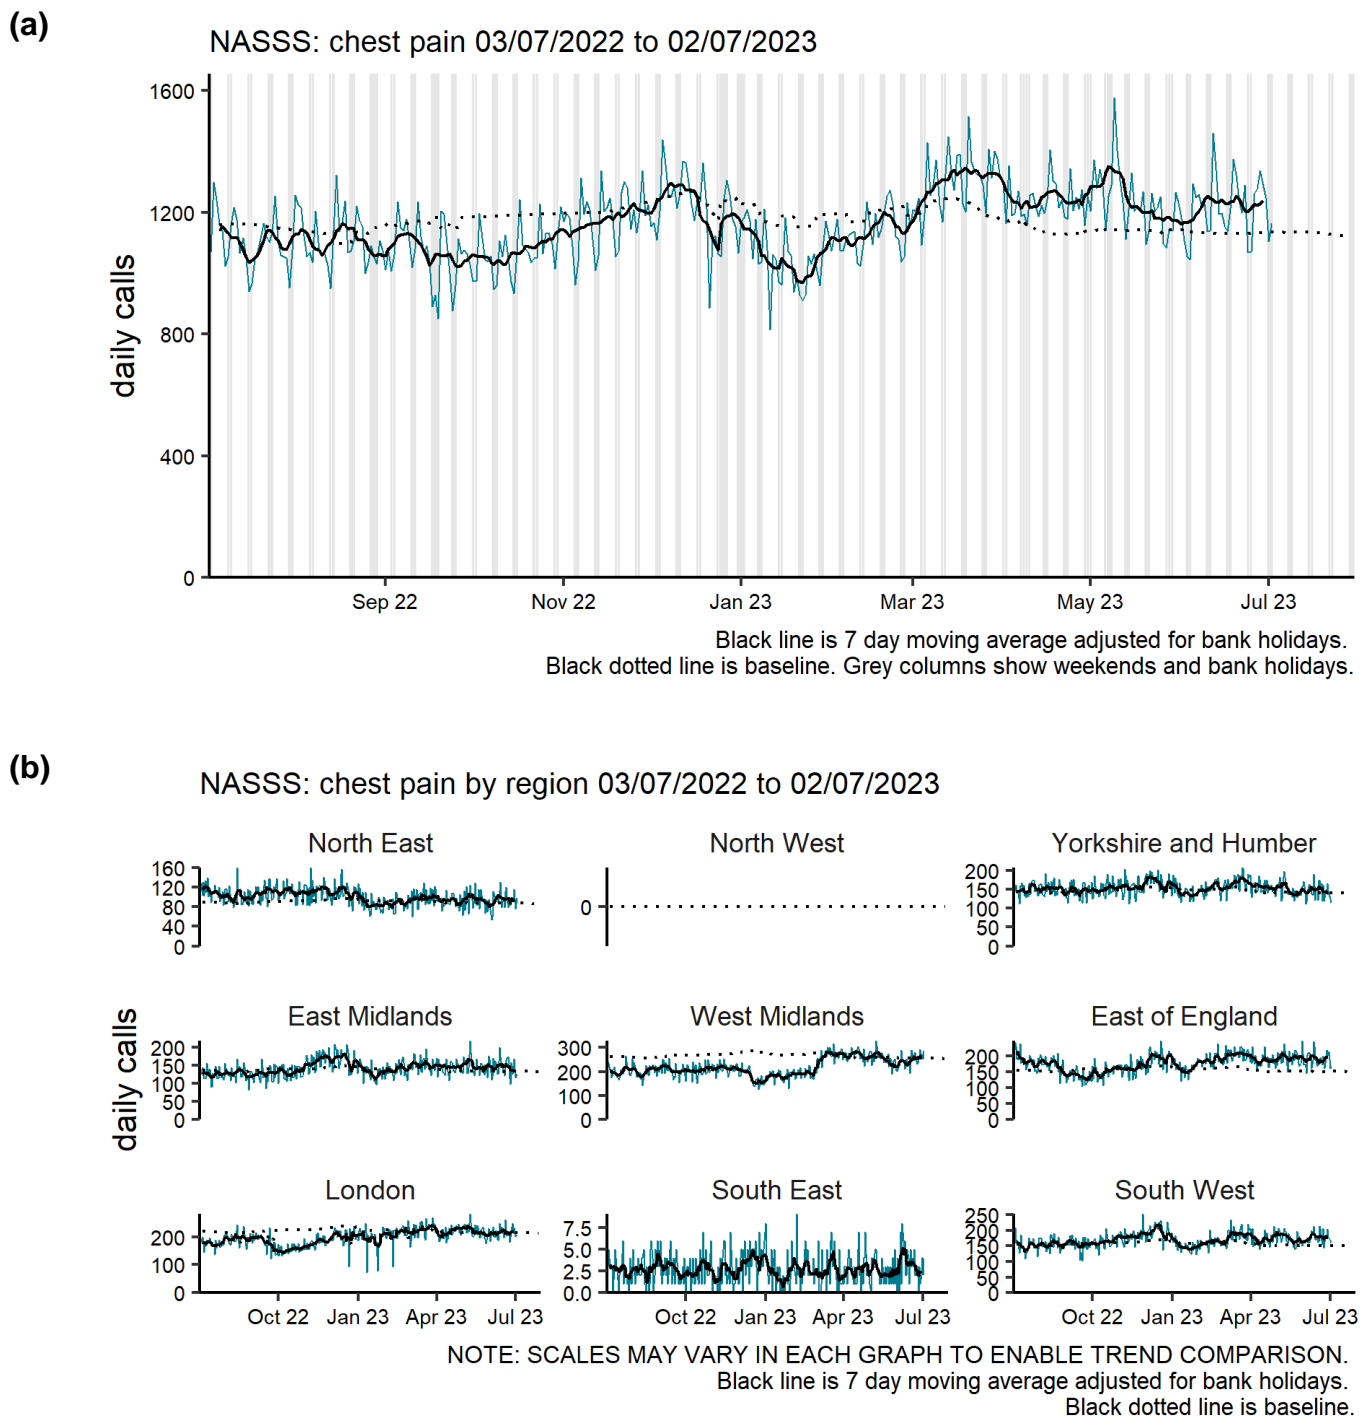 (a)
NASSS: chest pain 03/07/2022 to 02/07/2023
daily calls
1600
1200
800
400
0
Sep 22 Nov 22 Jan 23 Mar 23 May 23 Jul 23
Black line is 7 day moving average adjusted for bank holidays.
Black dotted line is baseline. Grey columns show weekends and bank holidays.
(b)
NASSS: chest pain by region 03/07/2022 to 02/07/2023
daily calls
North East
160
120
80
40
0
North West
0
Yorkshire and Humber
200
150
100
50
0
East Midlands
200
150
100
50
0
West Midlands
300
200
100
0
East of England
200
150
100
50
0
London
200
100
0
South East
7.5
5.0
2.5
0.0
South West
250
200
150
100
50
0
Oct 22 Jan 23 Apr 23 Jul 23 Oct 22 Jan 23 Apr 23 Jul 23 Oct 22 Jan 23 Apr 23 Jul 23
NOTE: SCALES MAY VARY IN EACH GRAPH TO ENABLE TREND COMPARISON.
Black line is 7 day moving average adjusted for bank holidays.
Black dotted line is baseline.